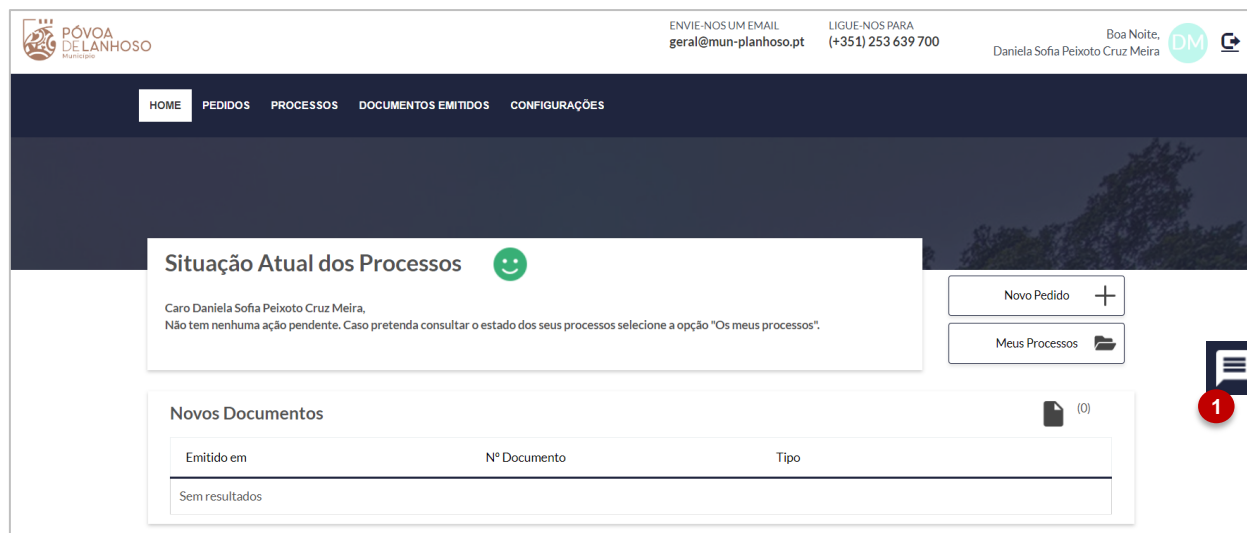 PÓVOA
DE LANHOSO
Município
ENVIE-NOS UM EMAIL
geral@mun-planhoso.pt
LIGUE-NOS PARA
(+351) 253 639 700
Boa Noite,
Daniela Sofia Peixoto Cruz Meira
DM
HOME PEDIDOS PROCESSOS DOCUMENTOS EMITIDOS CONFIGURAÇÕES
Situação Atual dos Processos
Caro Daniela Sofia Peixoto Cruz Meira,
Não tem nenhuma ação pendente. Caso pretenda consultar o estado dos seus processos selecione a opção "Os meus processos".
Novo Pedido
Meus Processos
1
Novos Documentos
(0)
Emitido em Nº Documento Tipo
Sem resultados